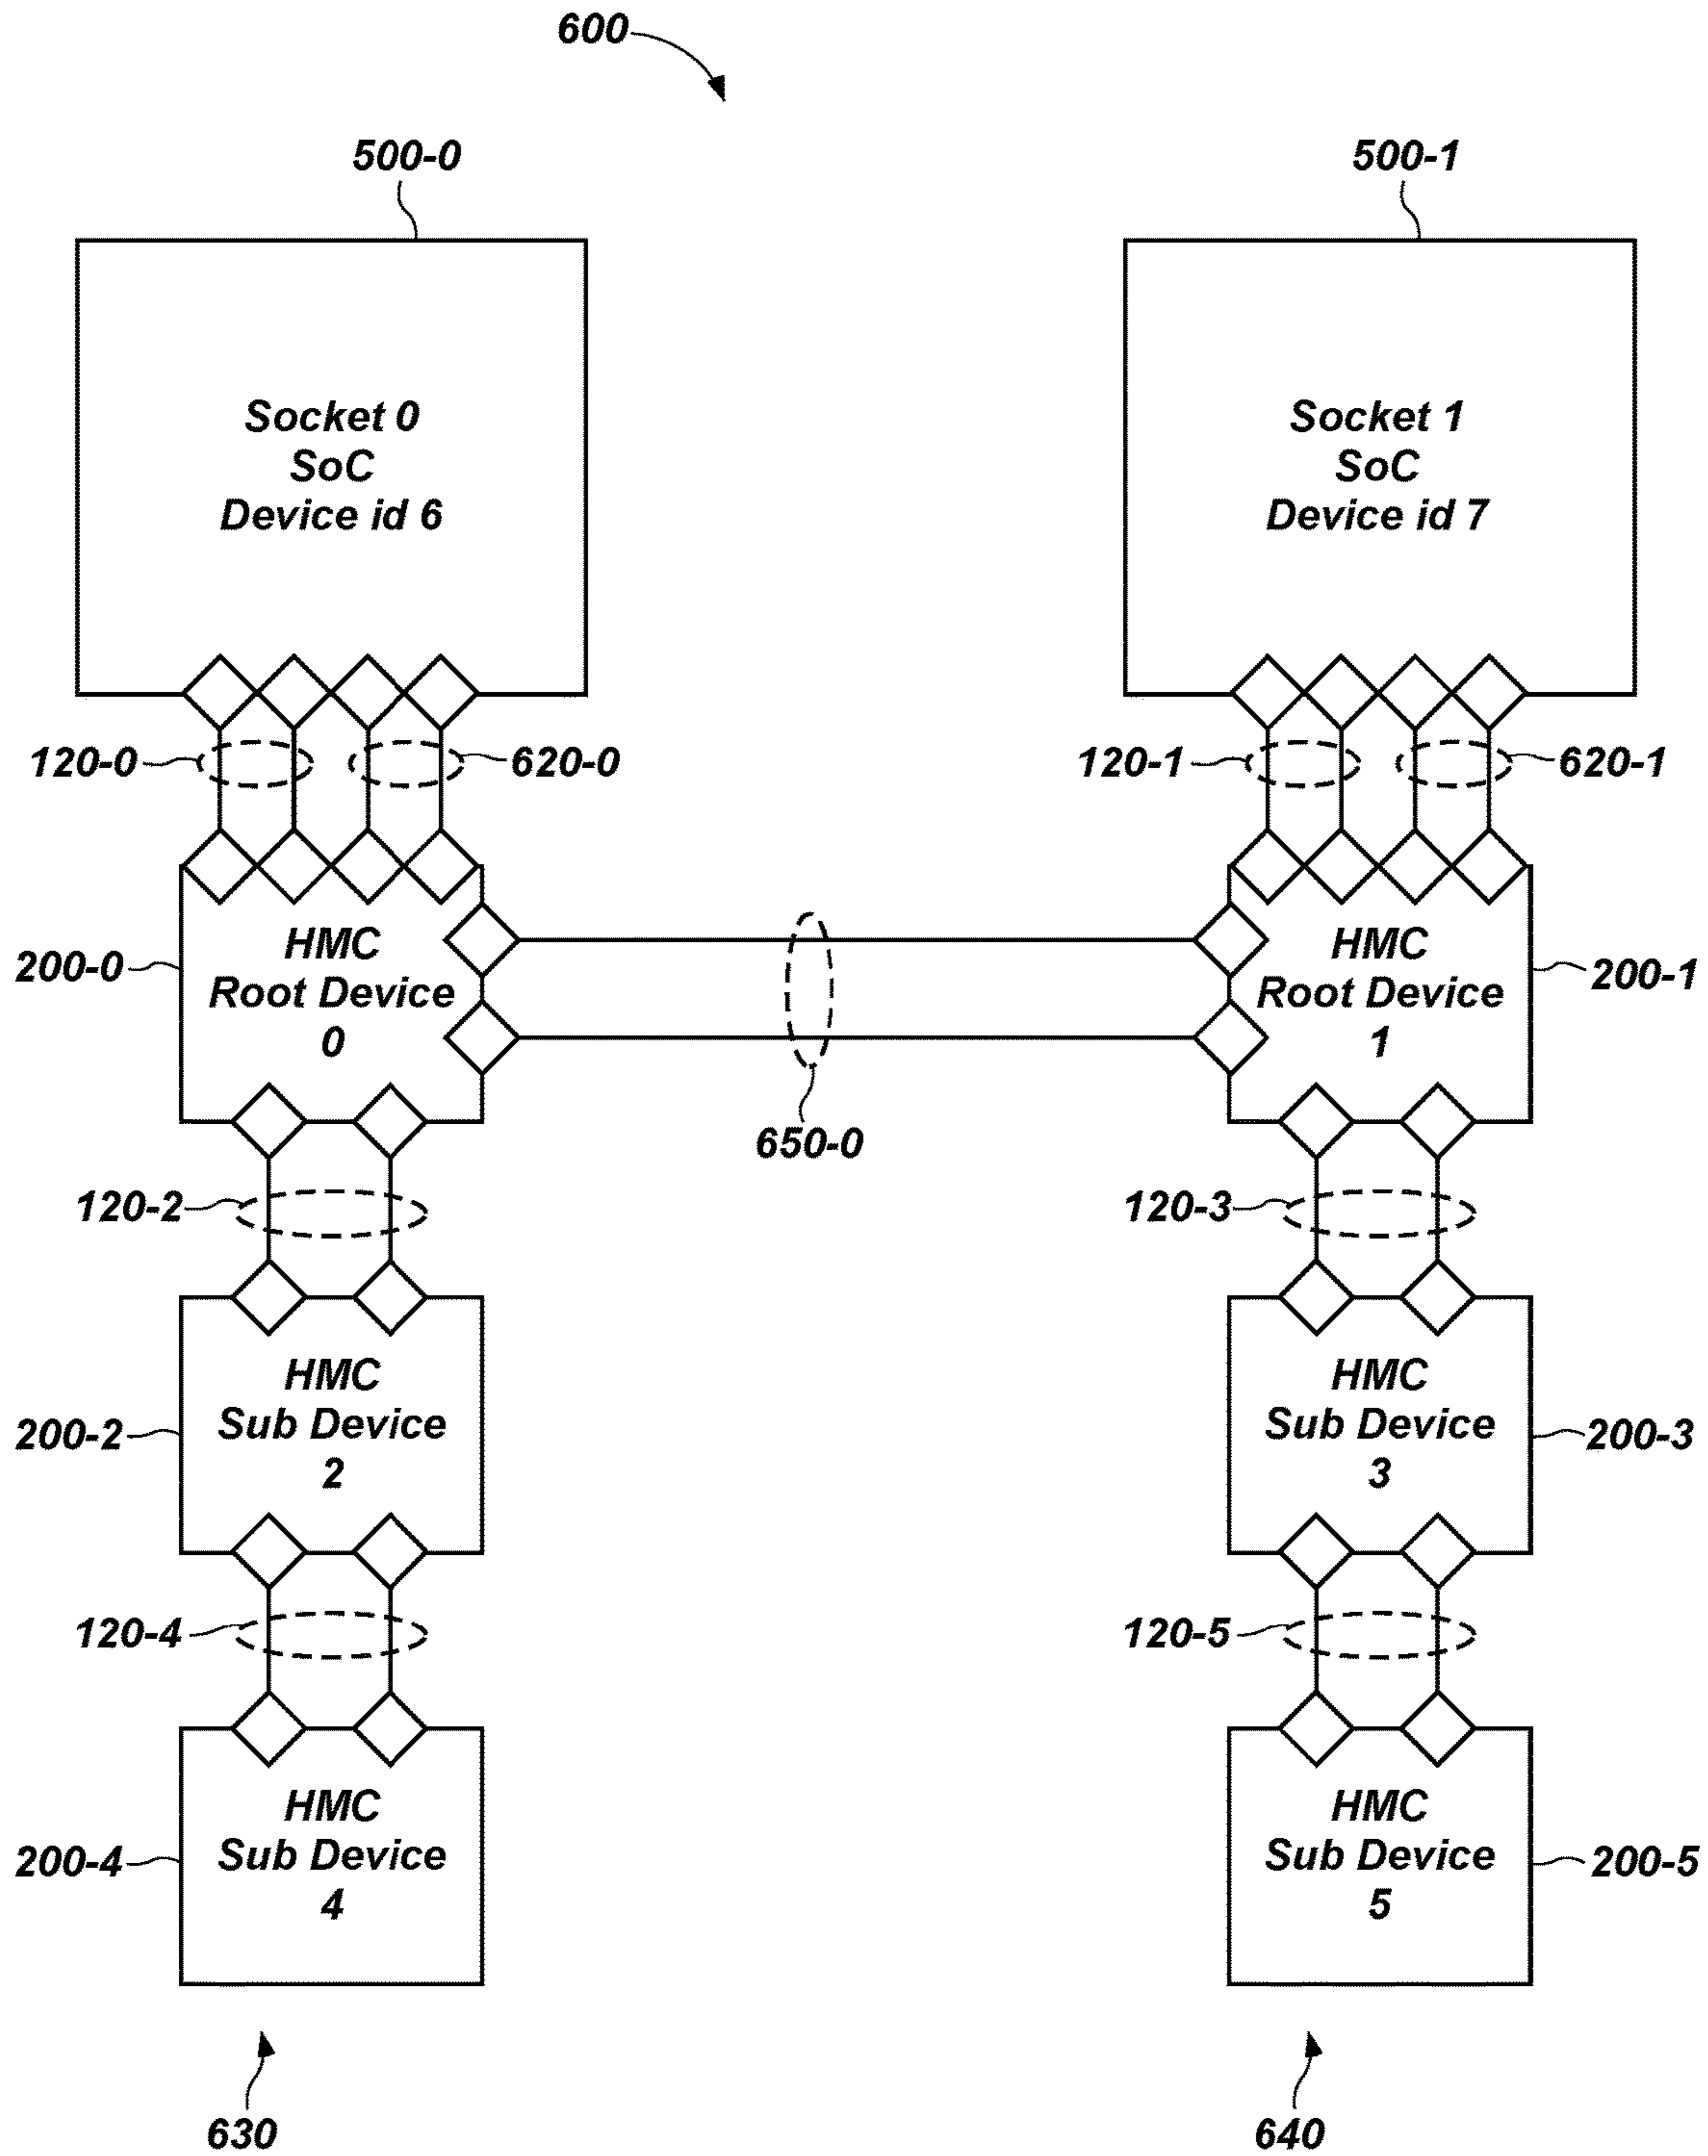 600
500-0
500-1
Socket 0
SoC
Device id 6
Socket 1
SoC
Device id 7
120-0
620-0
120-1
620-1
200-0
HMC
Root Device
0
HMC
Root Device
1
200-1
650-0
120-2
120-3
200-2
HMC
Sub Device
2
HMC
Sub Device
3
200-3
120-4
120-5
200-4
HMC
Sub Device
4
HMC
Sub Device
5
200-5
630
640